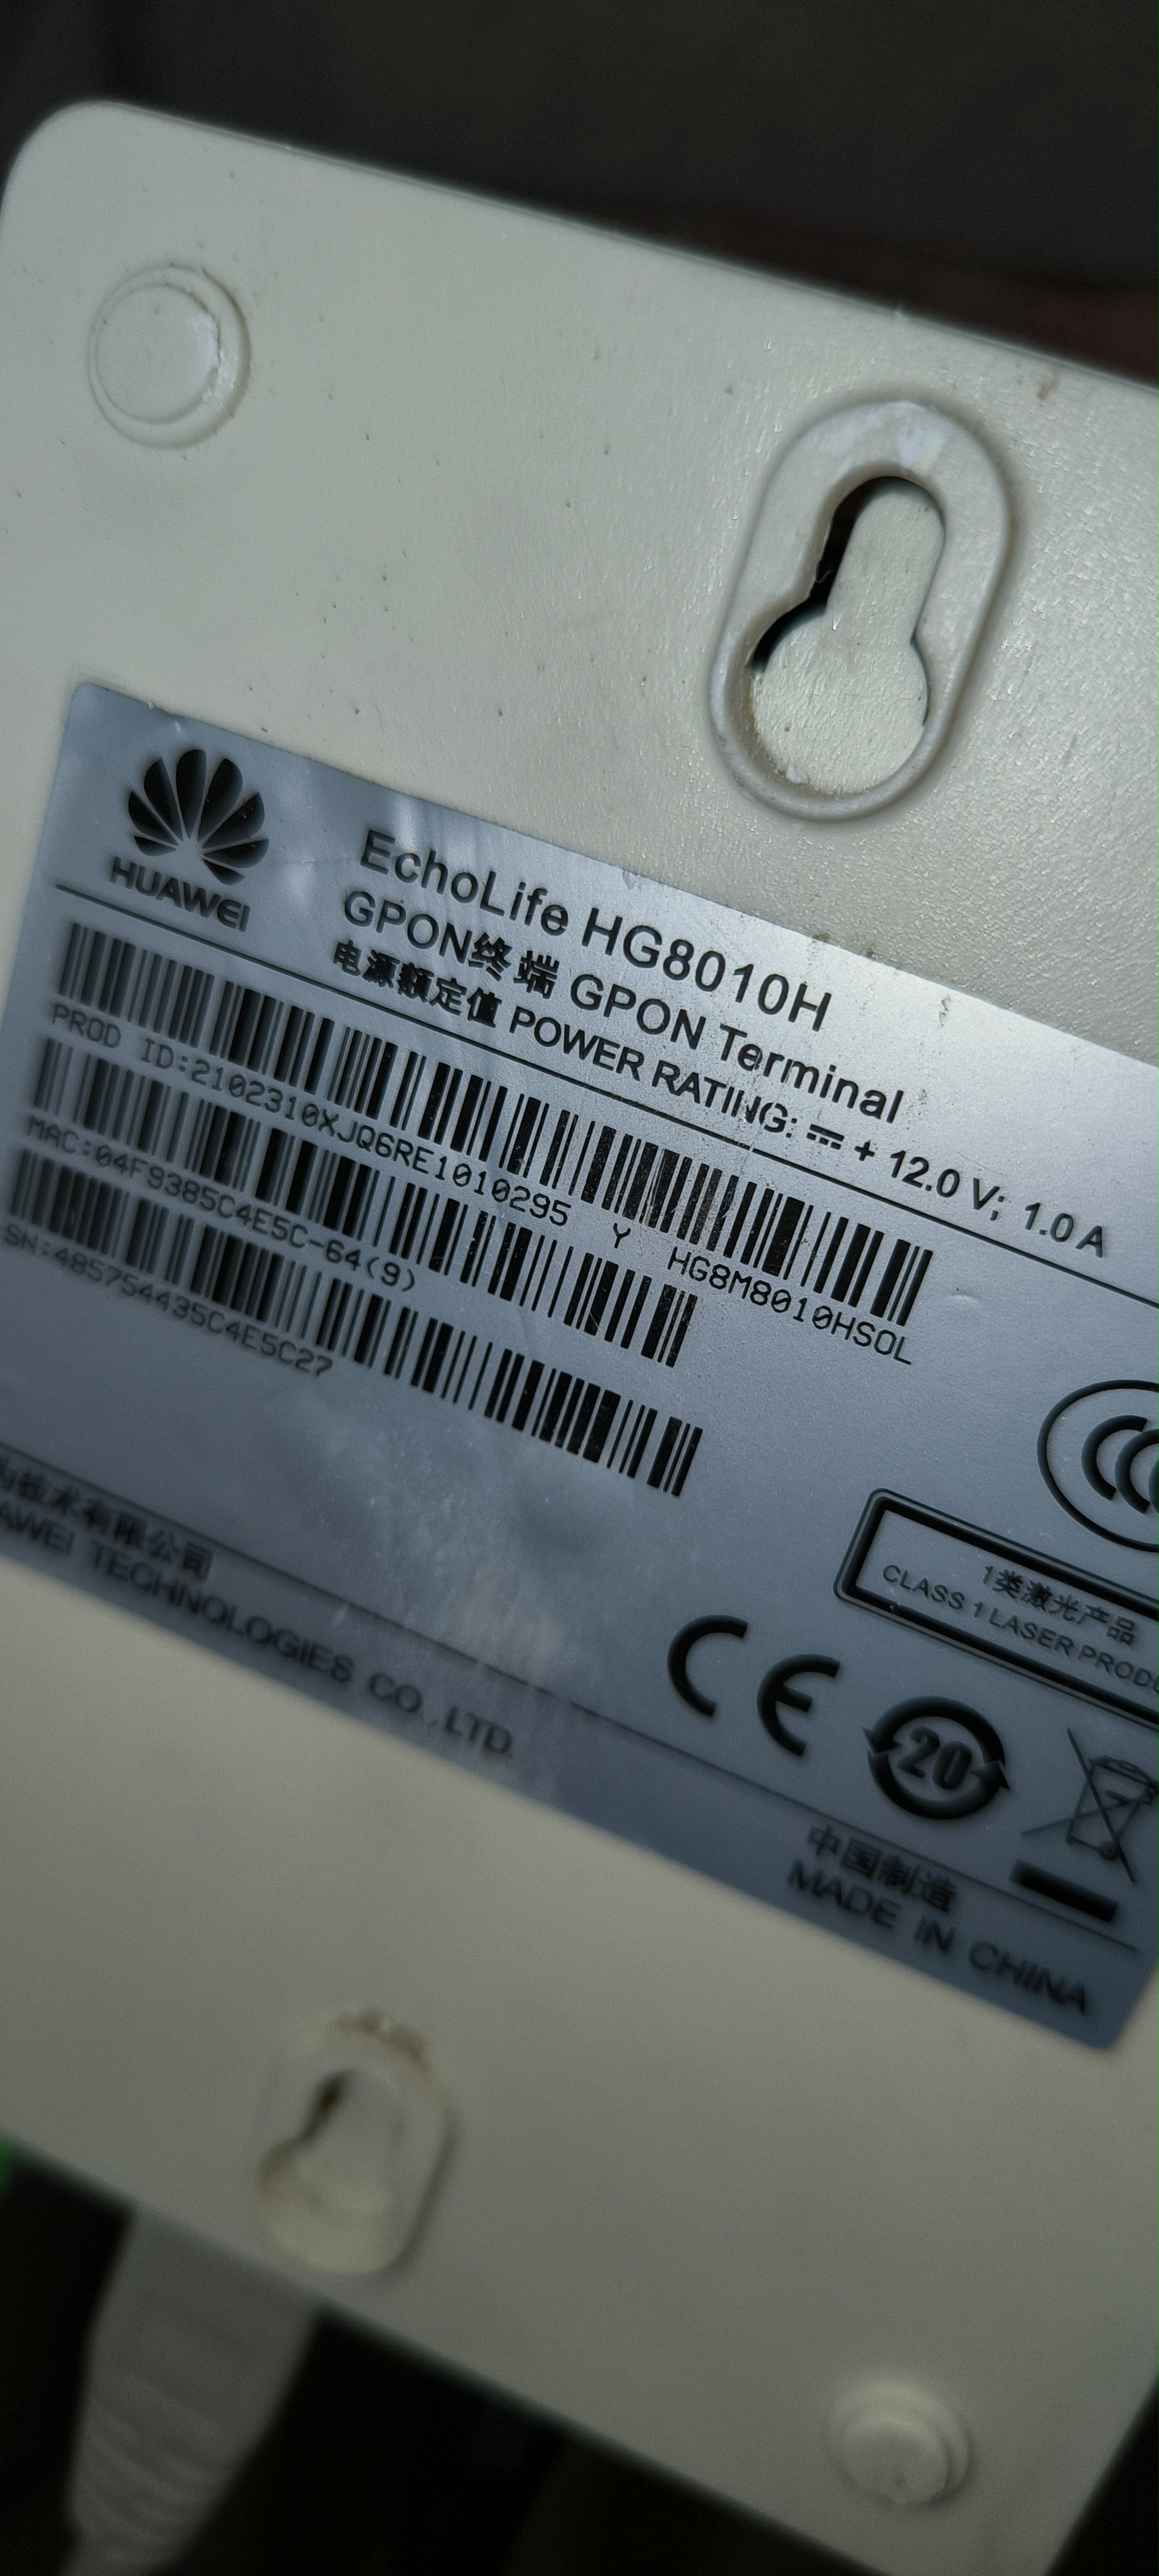 HUAWEI
EchoLife HG8010H
GPON终端 GPON Terminal
电源额定值 POWER RATING: ⎓ + 12.0 V; 1.0 A
PROD ID:2102310XJQ6RE1010295 Y HG8M8010HSOL
MAC:04F9385C4E5C-64(9)
SN:485754435C4E5C27
1类激光产品
CLASS 1 LASER
CE
20
为技术有限公司
AWEI TECHNOLOGIES CO.,LTD.
中国制造
MADE IN CHINA